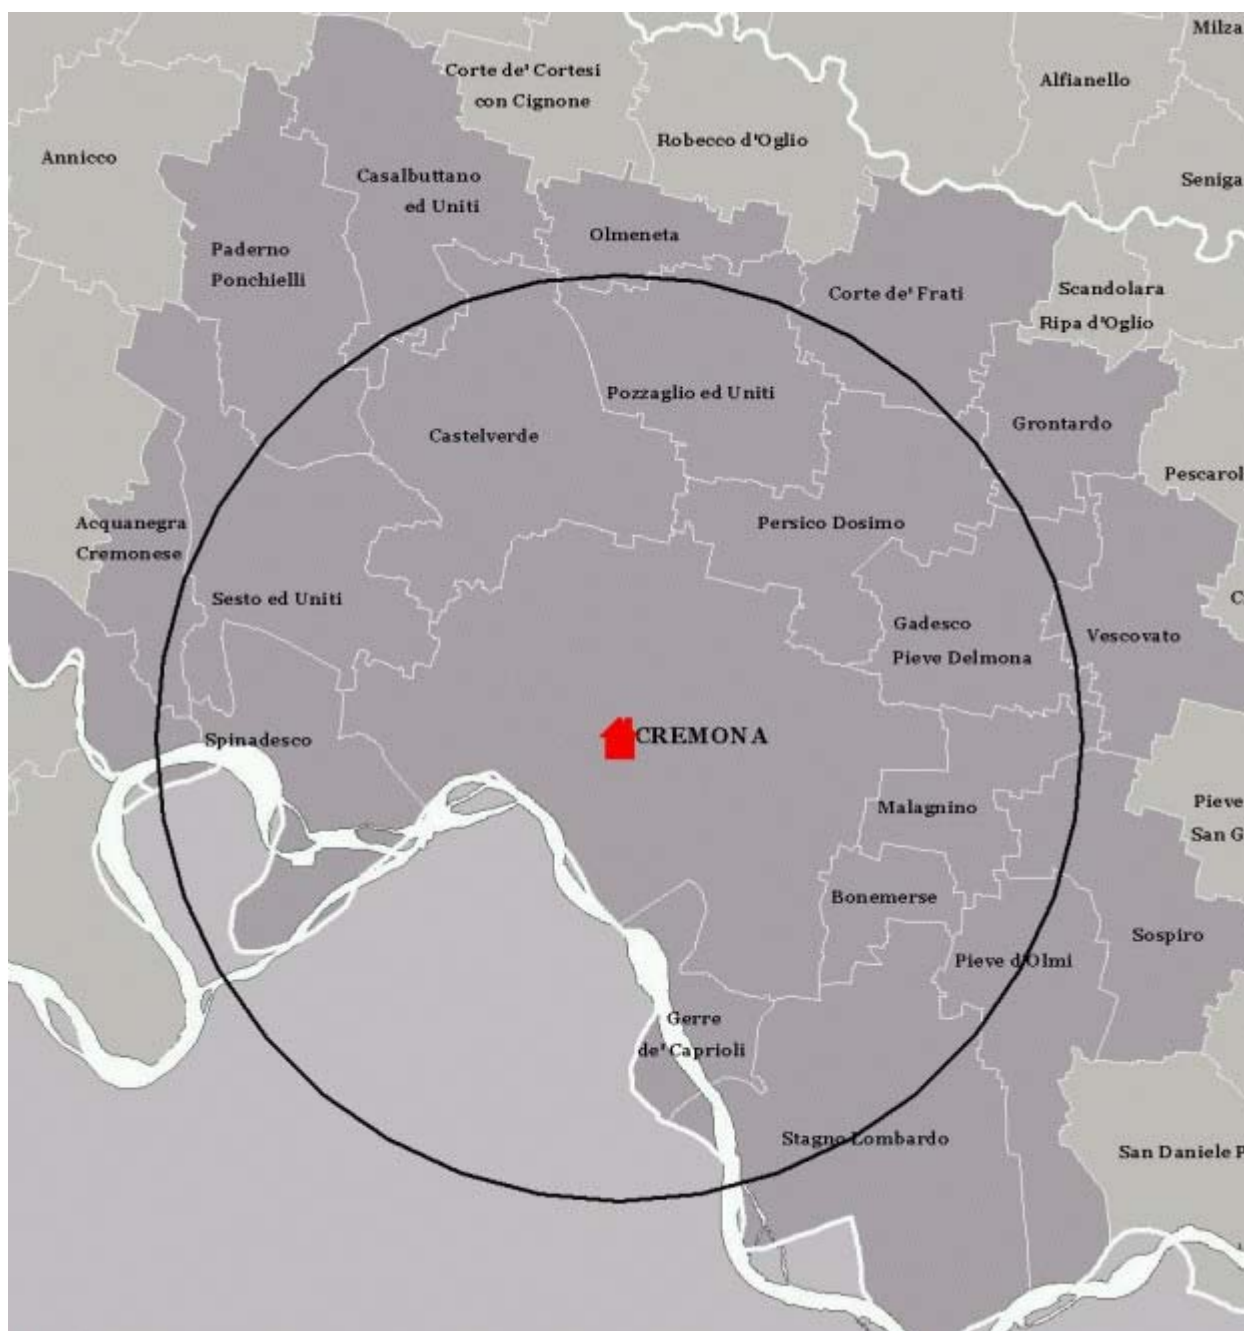 Milza
Corte de' Cortesi
con Cignone
Alfianello
Robecco d'Oglio
Annicco
Casalbuttano
ed Uniti
Seniga
Olmeneta
Paderno
Ponchielli
Corte de' Frati
Scandolara
Ripa d'Oglio
Pozzaglio ed Uniti
Castelverde
Grontardo
Pescarol
Acquanegra
Cremonese
Persico Dosimo
Sesto ed Uniti
C
Gadesco
Pieve Delmona
Vescovato
Spinadesco
CREMONA
Malagnino
Pieve
San G
Bonemerse
Sospiro
Pieve d'Olmi
Gerre
de' Caprioli
Stagno Lombardo
San Daniele P